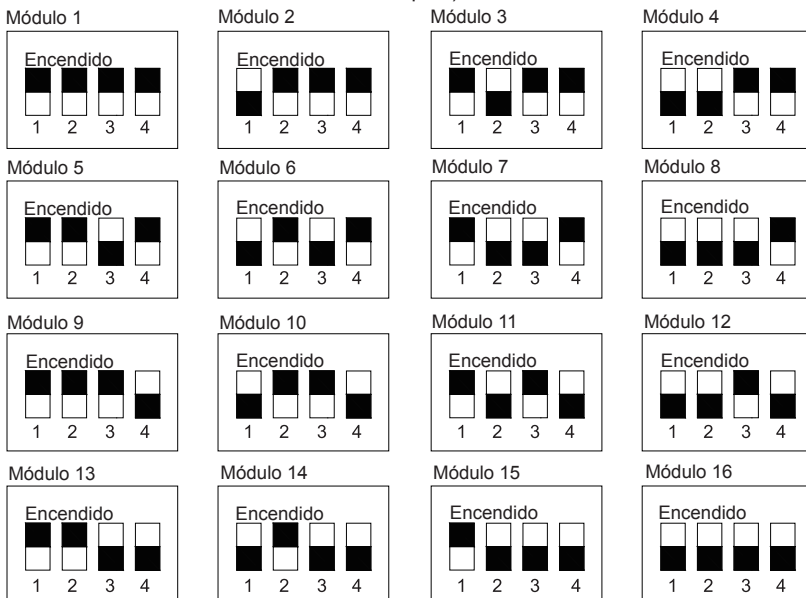 Módulo 1 Módulo 2 Módulo 3 Módulo 4
Encendido Encendido Encendido Encendido
1 2 3 4 1 2 3 4 1 2 3 4 1 2 3 4
Módulo 5 Módulo 6 Módulo 7 Módulo 8
Encendido Encendido Encendido Encendido
1 2 3 4 1 2 3 4 1 2 3 4 1 2 3 4
Módulo 9 Módulo 10 Módulo 11 Módulo 12
Encendido Encendido Encendido Encendido
1 2 3 4 1 2 3 4 1 2 3 4 1 2 3 4
Módulo 13 Módulo 14 Módulo 15 Módulo 16
Encendido Encendido Encendido Encendido
1 2 3 4 1 2 3 4 1 2 3 4 1 2 3 4